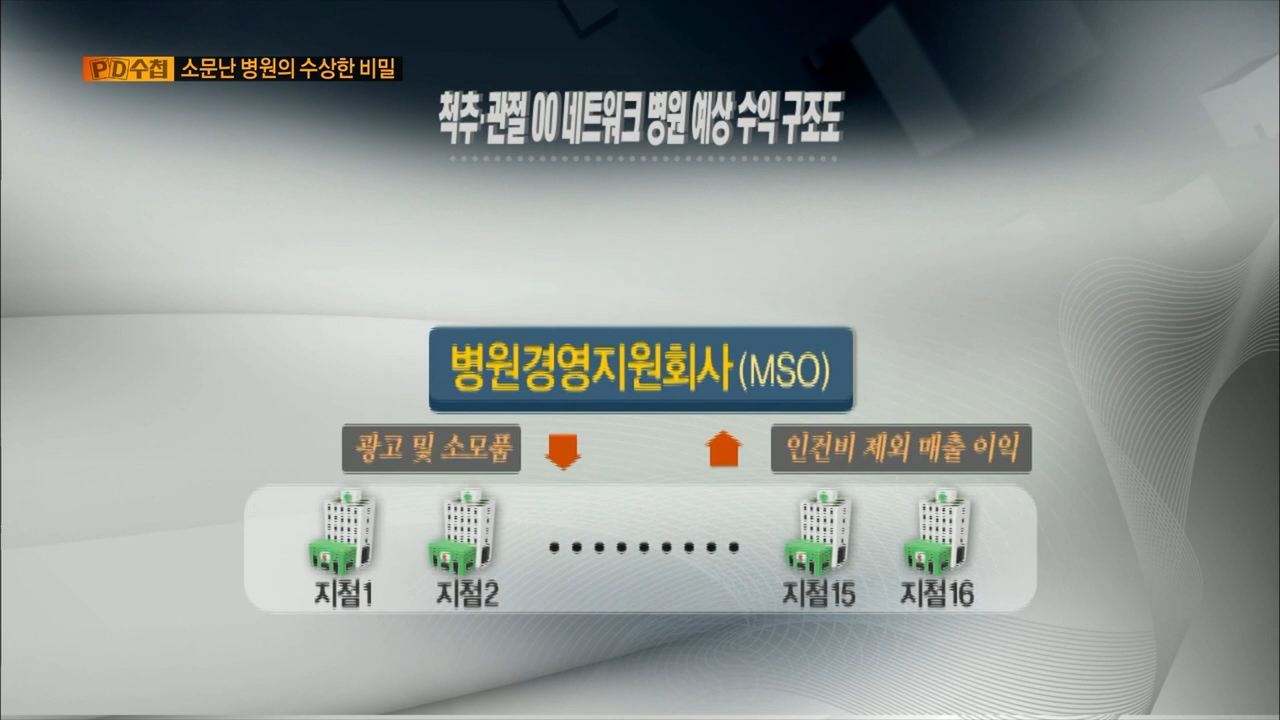 PD수첩 소문난 병원의 수상한 비밀
척추·관절 00 네트워크 병원 예상 수익 구조도
병원경영지원회사 (MSO)
광고 및 소모품
인건비 제외 매출 이익
지점1
지점2
지점15
지점16